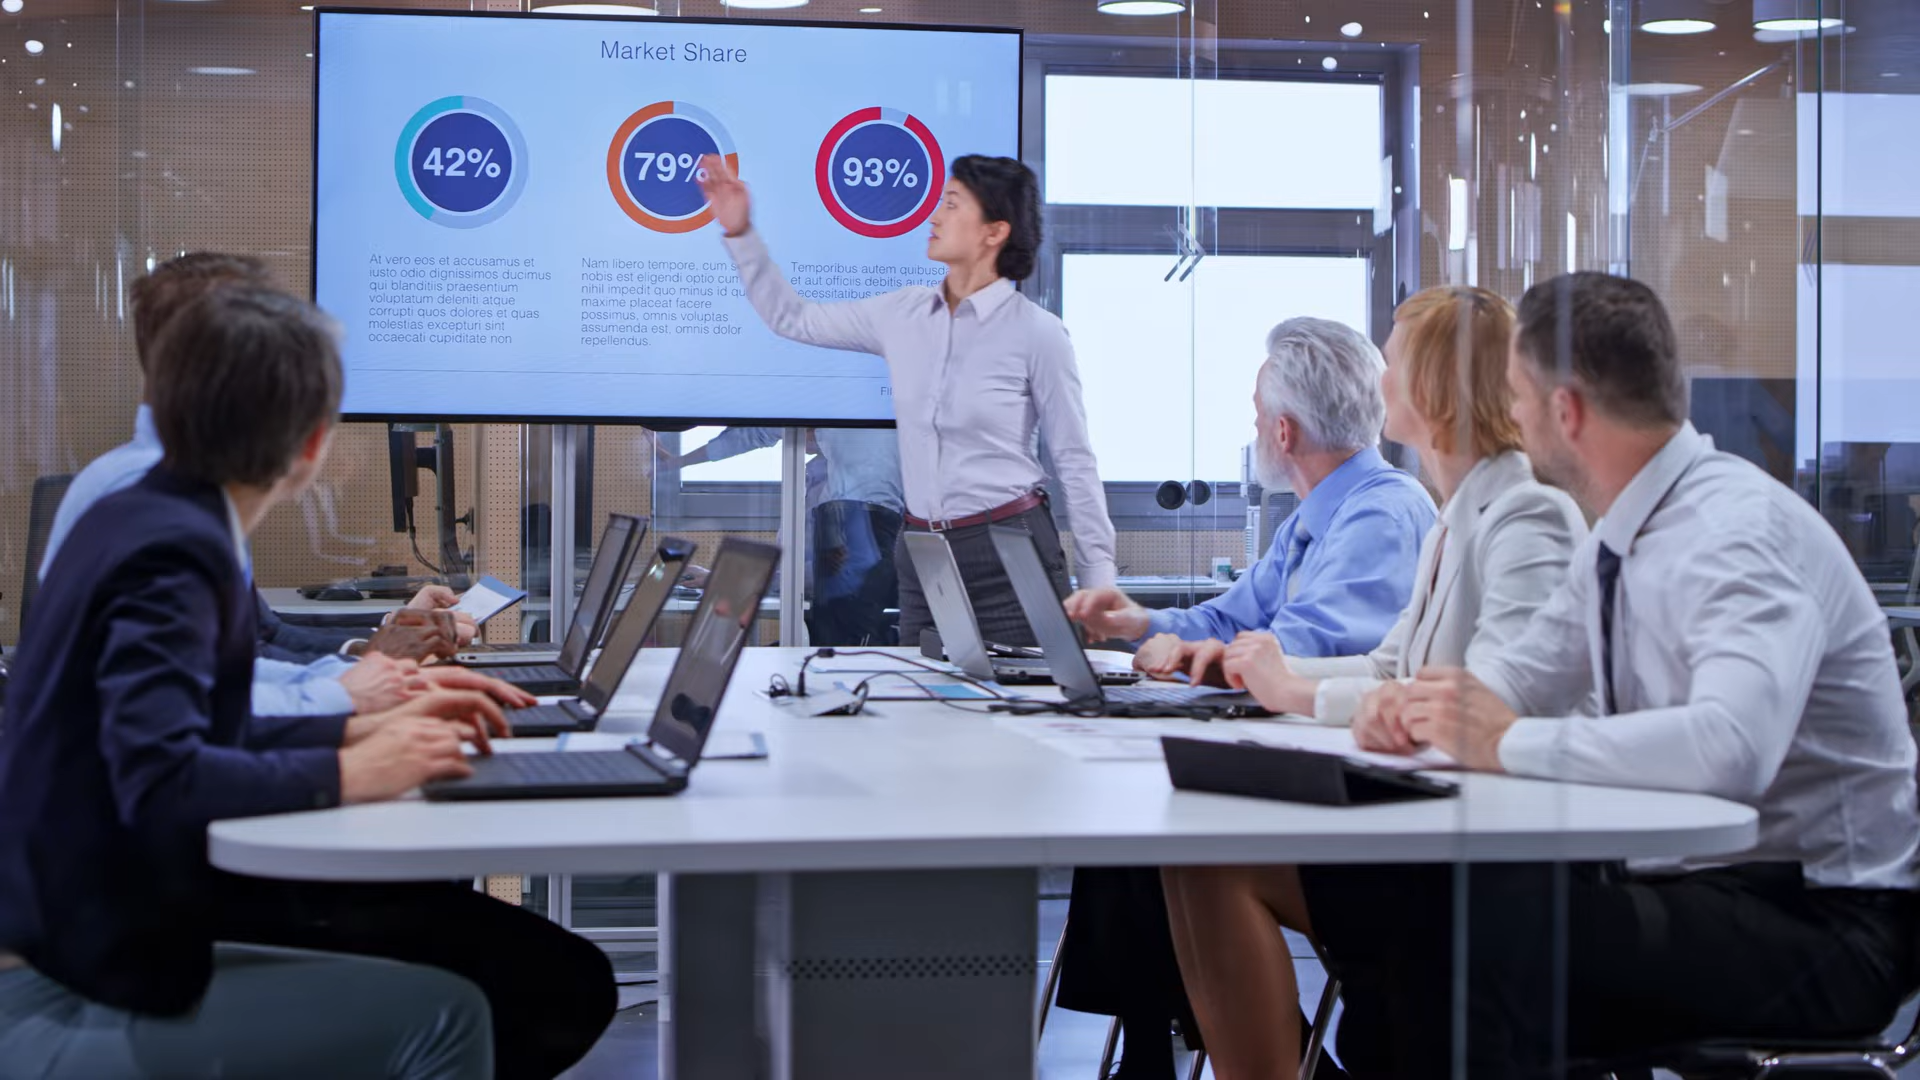 Market Share
42%
79%
93%
At vero eos et accusamus et
iusto odio dignissimos ducimus
qui blanditiis praesentium
voluptatum deleniti atque
corrupti quos dolores et quas
molestias excepturi sint
occaecati cupiditate non
Nam libero tempore, cum
nobis est eligendi optio cum
nihil impedit quo minus id
maxime placeat facere
possimus, omnis voluptas
assumenda est, omnis dolor
repellendus.
Temporibus autem
et aut officiis debitis aut